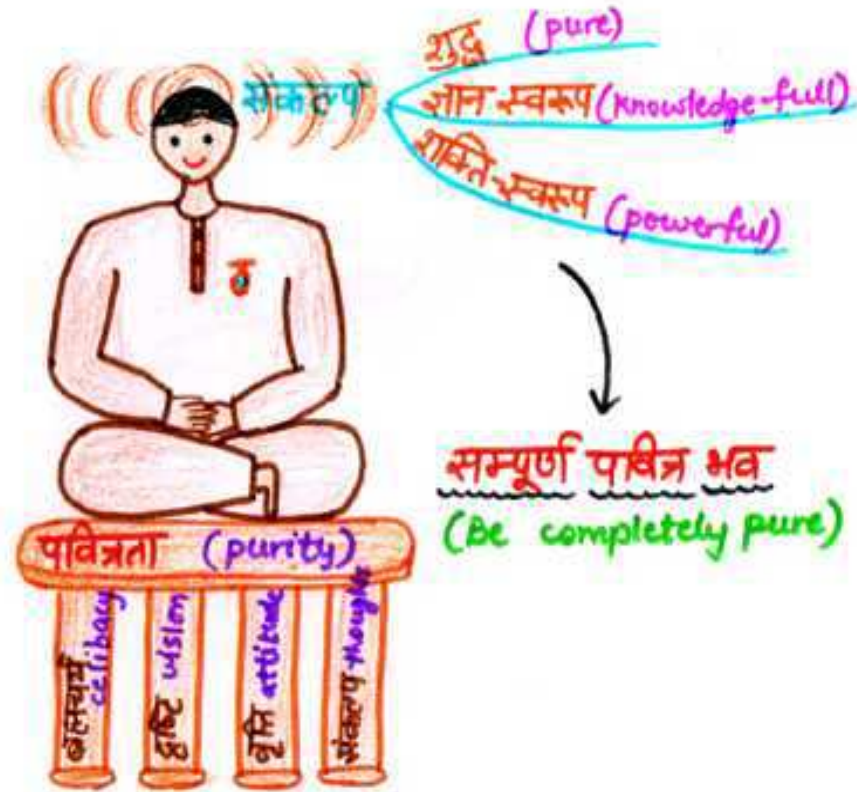 संकल्प
शुद्ध (pure)
ज्ञान स्वरूप (knowledge-full)
शक्ति-स्वरूप (powerful)
सम्पूर्ण पवित्र भव
(Be completely pure)
पवित्रता (purity)
ब्रह्मचर्य celibacy
दृष्टि vision
वृत्ति attitude
संकल्प thoughts